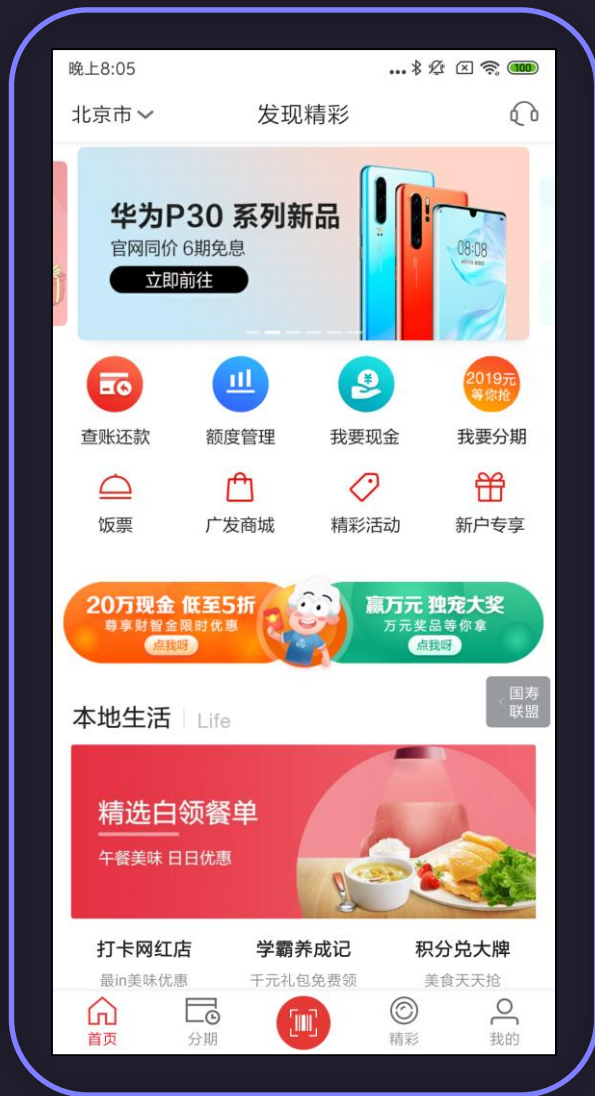 晚上8:05
100
北京市
发现精彩
华为P30 系列新品
官网同价 6期免息
立即前往
08:08
2019元
等你抢
查账还款
额度管理
我要现金
我要分期
饭票
广发商城
精彩活动
新户专享
20万现金 低至5折
尊享财智金限时优惠
点我呀
赢万元 独宠大奖
万元奖品等你拿
点我呀
国寿
联盟
本地生活
Life
精选白领餐单
午餐美味 日日优惠
打卡网红店
学霸养成记
积分兑大牌
最in美味优惠
千元礼包免费领
美食天天抢
首页
分期
精彩
我的